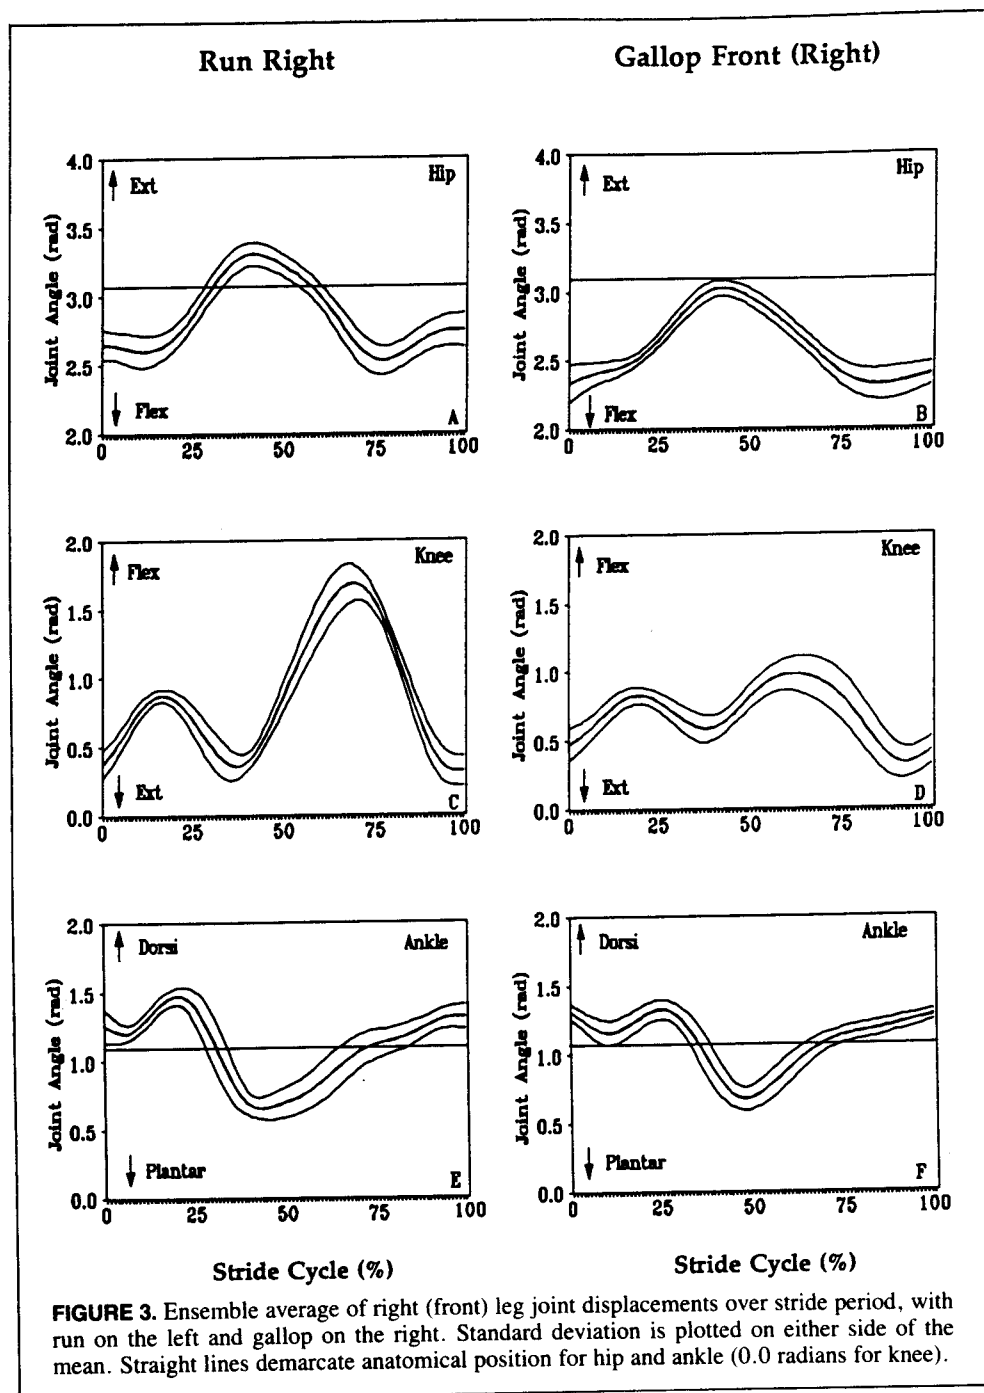 Run Right
Gallop Front (Right)
4.0
3.5
3.0
2.5
2.0
Joint Angle (rad)
Ext
Hip
Flex
A
0
25
50
75
100
4.0
3.5
3.0
2.5
2.0
Joint Angle (rad)
Ext
Hip
Flex
B
0
25
50
75
100
2.0
1.5
1.0
0.5
0.0
Joint Angle (rad)
Flex
Knee
Ext
C
0
25
50
75
100
2.0
1.5
1.0
0.5
0.0
Joint Angle (rad)
Flex
Knee
Ext
D
0
25
50
75
100
2.0
1.5
1.0
0.5
0.0
Joint Angle (rad)
Dorsi
Ankle
Plantar
E
0
25
50
75
100
2.0
1.5
1.0
0.5
0.0
Joint Angle (rad)
Dorsi
Ankle
Plantar
F
0
25
50
75
100
Stride Cycle (%)
Stride Cycle (%)
FIGURE 3. Ensemble average of right (front) leg joint displacements over stride period, with
run on the left and gallop on the right. Standard deviation is plotted on either side of the
mean. Straight lines demarcate anatomical position for hip and ankle (0.0 radians for knee).